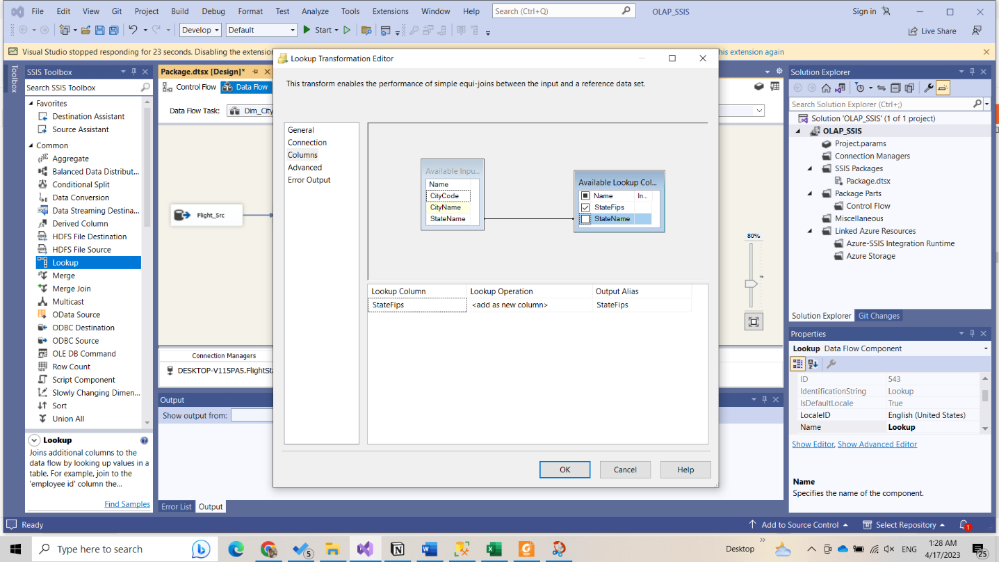 File Edit View Git Project Build Debug Format Test Analyze Tools Extensions Window Help Search (Ctrl+Q) OLAP_SSIS Sign in
Develop Default Start Live Share
Visual Studio stopped responding for 23 seconds. Disabling the extension
his extension again
SSIS Toolbox
Toolbox
Search SSIS Toolbox
Favorites
Destination Assistant
Source Assistant
Common
Aggregate
Balanced Data Distribut...
Conditional Split
Data Conversion
Data Streaming Destina...
Derived Column
HDFS File Destination
HDFS File Source
Lookup
Merge
Merge Join
Multicast
OData Source
ODBC Destination
ODBC Source
OLE DB Command
Row Count
Script Component
Slowly Changing Dimen...
Sort
Union All
Lookup
Joins additional columns to the
data flow by looking up values in a
table. For example, join to the
'employee id' column the...
Find Samples
Package.dtsx [Design]*
Control Flow Data Flow
Data Flow Task: Dim_City
Flight_Src
80%
Connection Managers
DESKTOP-V115PA5.FlightSta
Output
Show output from:
Error List Output
Lookup Transformation Editor
This transform enables the performance of simple equi-joins between the input and a reference data set.
General
Connection
Columns
Advanced
Error Output
Available Inpu...
Name
CityCode
CityName
StateName
Available Lookup Col...
Name In...
StateFips
StateName
Lookup Column Lookup Operation Output Alias
StateFips <add as new column> StateFips
OK Cancel Help
Solution Explorer
Search Solution Explorer (Ctrl+;)
Solution 'OLAP_SSIS' (1 of 1 project)
OLAP_SSIS
Project.params
Connection Managers
SSIS Packages
Package.dtsx
Package Parts
Control Flow
Miscellaneous
Linked Azure Resources
Azure-SSIS Integration Runtime
Azure Storage
Solution Explorer Git Changes
Properties
Lookup Data Flow Component
ID 543
IdentificationString Lookup
IsDefaultLocale True
LocaleID English (United States)
Name Lookup
Show Editor, Show Advanced Editor
Name
Specifies the name of the component.
Ready Add to Source Control Select Repository 1
Type here to search 5 Desktop ENG 1:28 AM
4/17/2023 25